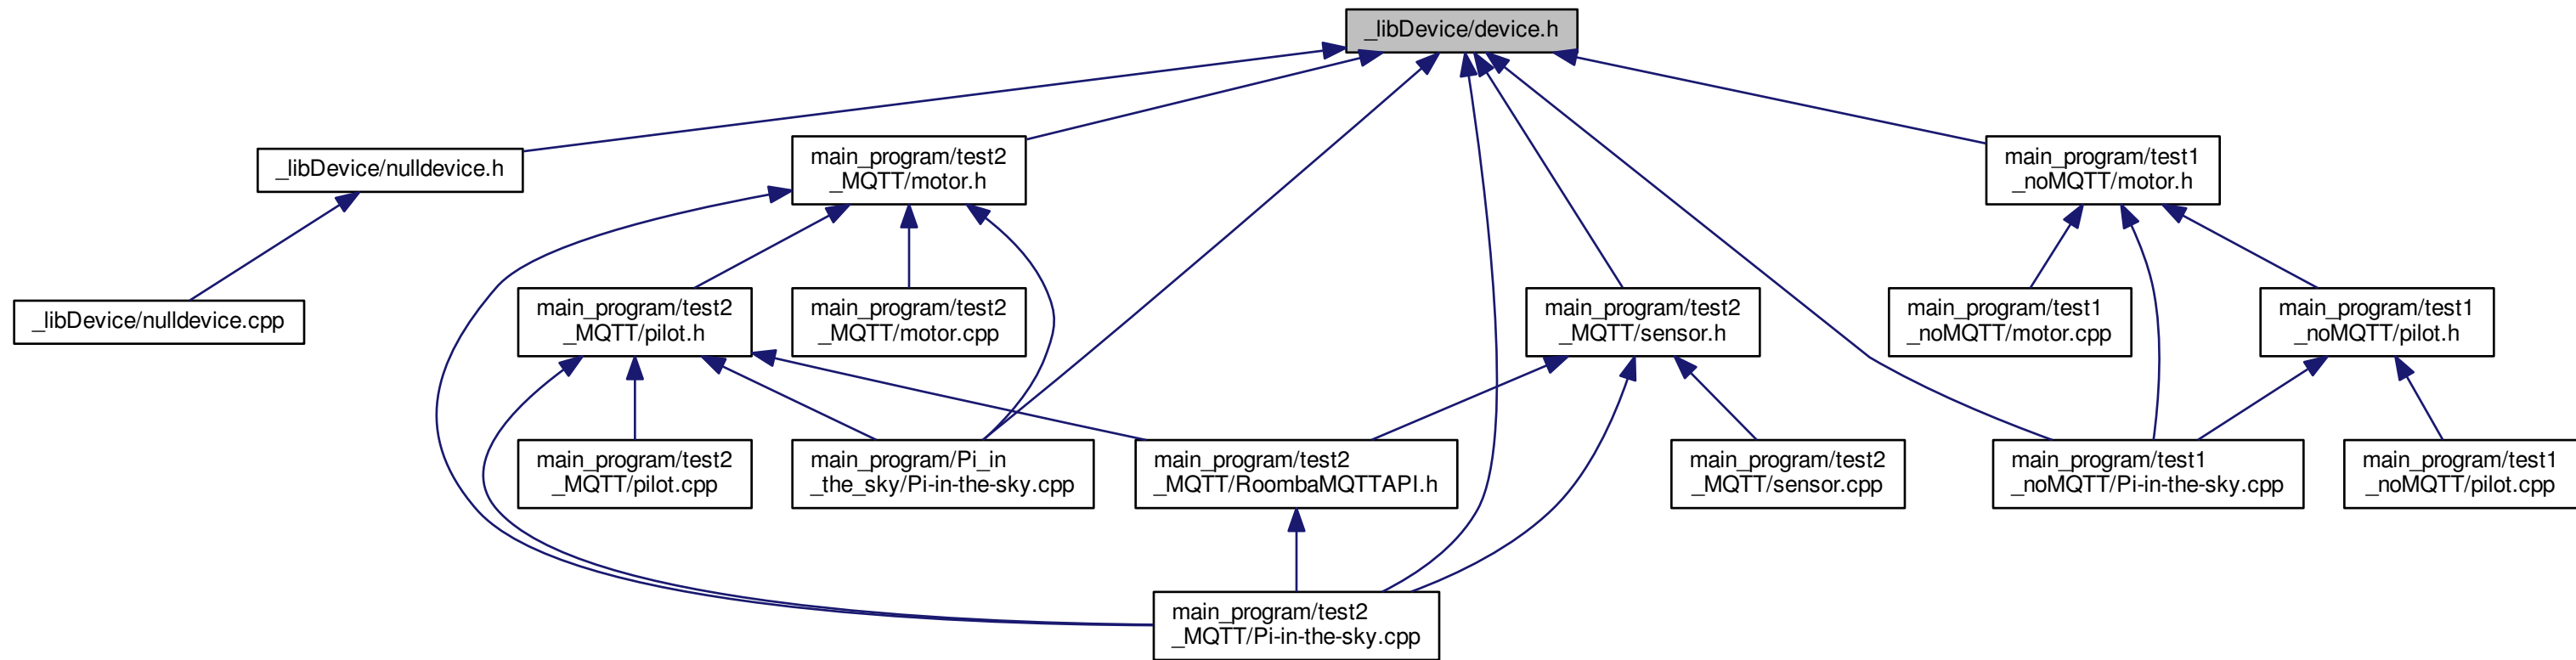 _libDevice/device.h
main_program/test2
_MQTT/motor.h
main_program/test1
_noMQTT/motor.h
_libDevice/nulldevice.h
main_program/test2
_MQTT/pilot.h
main_program/test2
_MQTT/motor.cpp
main_program/test2
_MQTT/sensor.h
main_program/test1
_noMQTT/motor.cpp
main_program/test1
_noMQTT/pilot.h
_libDevice/nulldevice.cpp
main_program/test2
_MQTT/pilot.cpp
main_program/Pi_in
_the_sky/Pi-in-the-sky.cpp
main_program/test2
_MQTT/RoombaMQTTAPI.h
main_program/test2
_MQTT/sensor.cpp
main_program/test1
_noMQTT/Pi-in-the-sky.cpp
main_program/test1
_noMQTT/pilot.cpp
main_program/test2
_MQTT/Pi-in-the-sky.cpp